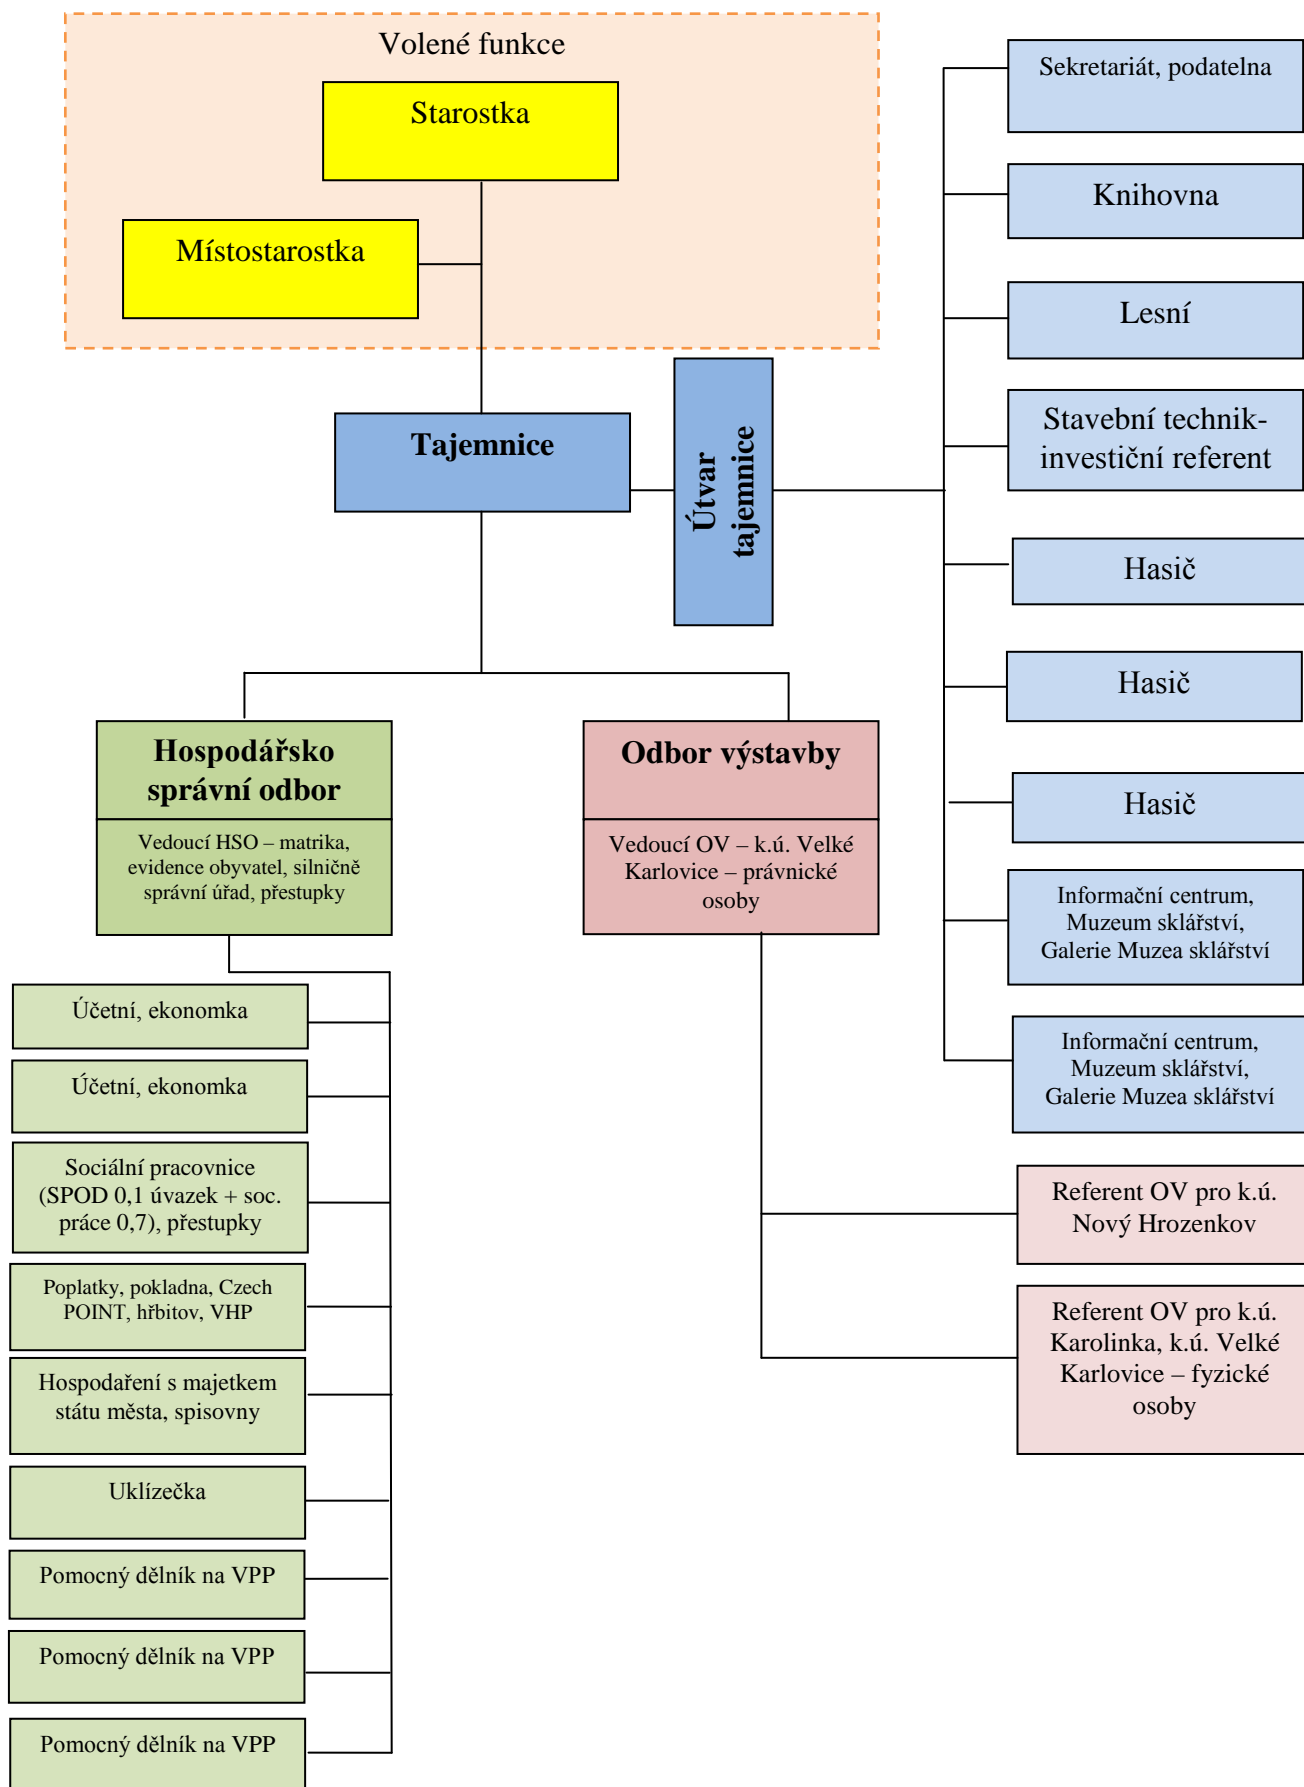 Volené funkce
Starostka
Místostarostka
Tajemnice
Útvar
tajemnice
Sekretariát, podatelna
Knihovna
Lesní
Stavební technik-
investiční referent
Hasič
Hasič
Hasič
Informační centrum,
Muzeum sklářství,
Galerie Muzea sklářství
Informační centrum,
Muzeum sklářství,
Galerie Muzea sklářství
Hospodářsko
správní odbor
Vedoucí HSO – matrika,
evidence obyvatel, silničně
správní úřad, přestupky
Účetní, ekonomka
Účetní, ekonomka
Sociální pracovnice
(SPOD 0,1 úvazek + soc.
práce 0,7), přestupky
Poplatky, pokladna, Czech
POINT, hřbitov, VHP
Hospodaření s majetkem
státu města, spisovny
Uklízečka
Pomocný dělník na VPP
Pomocný dělník na VPP
Pomocný dělník na VPP
Odbor výstavby
Vedoucí OV – k.ú. Velké
Karlovice – právnické
osoby
Referent OV pro k.ú.
Nový Hrozenkov
Referent OV pro k.ú.
Karolinka, k.ú. Velké
Karlovice – fyzické
osoby